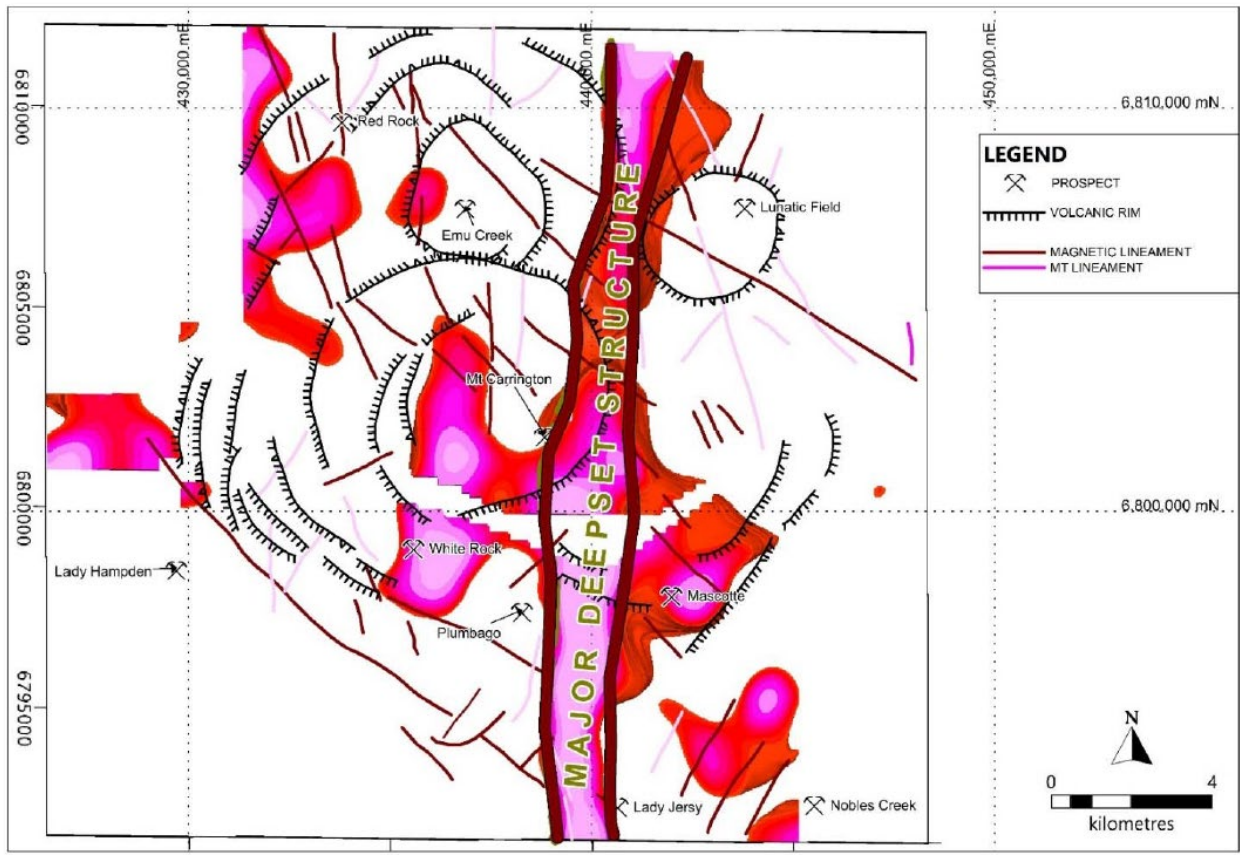 430,000 mE
440,000 mE
450,000 mE
6810000
6,810,000 mN
Red Rock
LEGEND
PROSPECT
VOLCANIC RIM
MAGNETIC LINEAMENT
MT LINEAMENT
Emu Creek
Lunatic Field
6805000
Mt Carrington
MAJOR DEEPSET STRUCTURE
6800000
6,800,000 mN
White Rock
Lady Hampden
Mascotte
Plumbago
6795000
N
0 4
kilometres
Lady Jersy
Nobles Creek